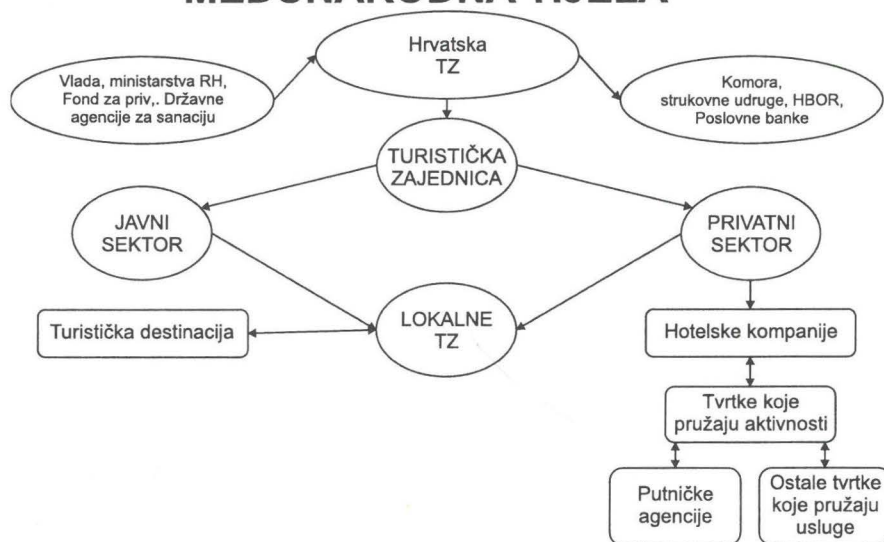 MEĐUNARODNA TIJELA
Hrvatska
TZ
Vlada, ministarstva RH,
Fond za priv,. Državne
agencije za sanaciju
Komora,
strukovne udruge, HBOR,
Poslovne banke
TURISTIČKA
ZAJEDNICA
JAVNI
SEKTOR
PRIVATNI
SEKTOR
LOKALNE
TZ
Turistička destinacija
Hotelske kompanije
Tvrtke koje
pružaju aktivnosti
Putničke
agencije
Ostale tvrtke
koje pružaju
usluge